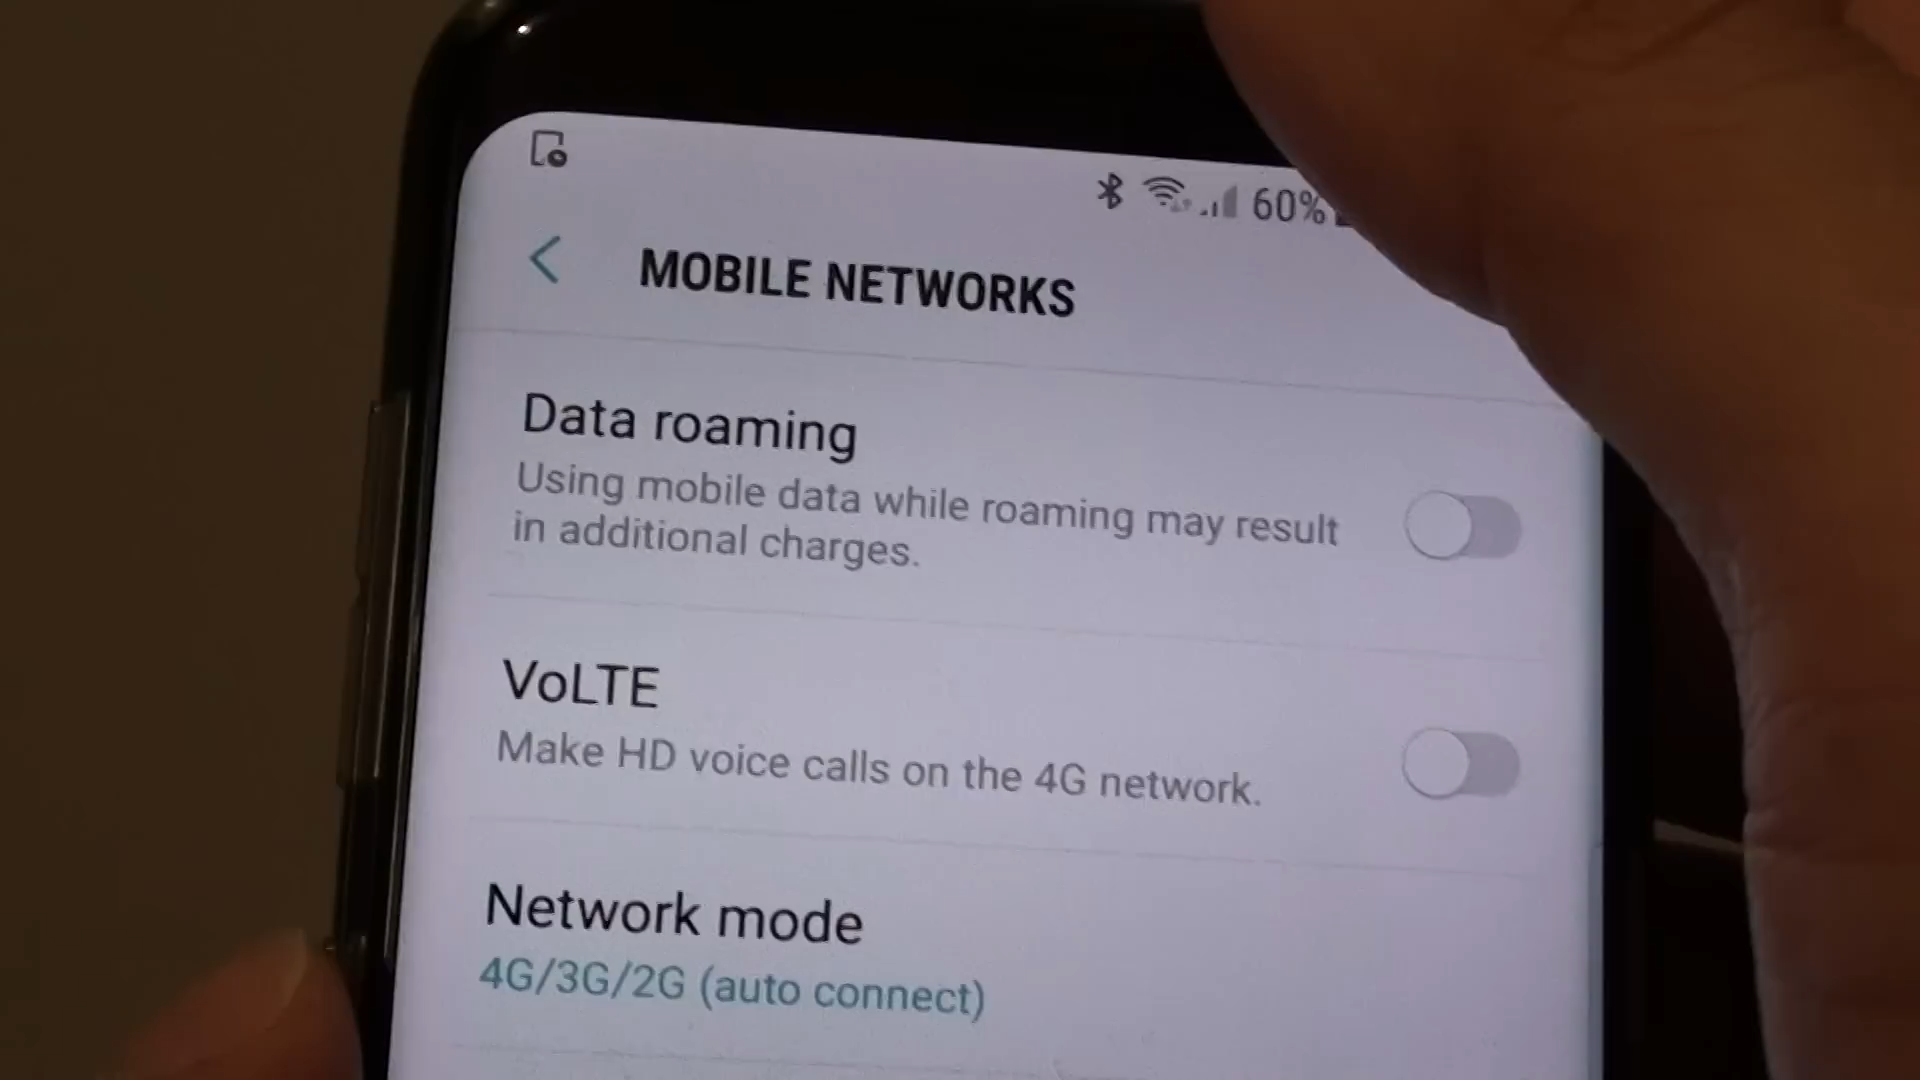 60%
MOBILE NETWORKS
Data roaming
Using mobile data while roaming may result
in additional charges.
VoLTE
Make HD voice calls on the 4G network.
Network mode
4G/3G/2G (auto connect)